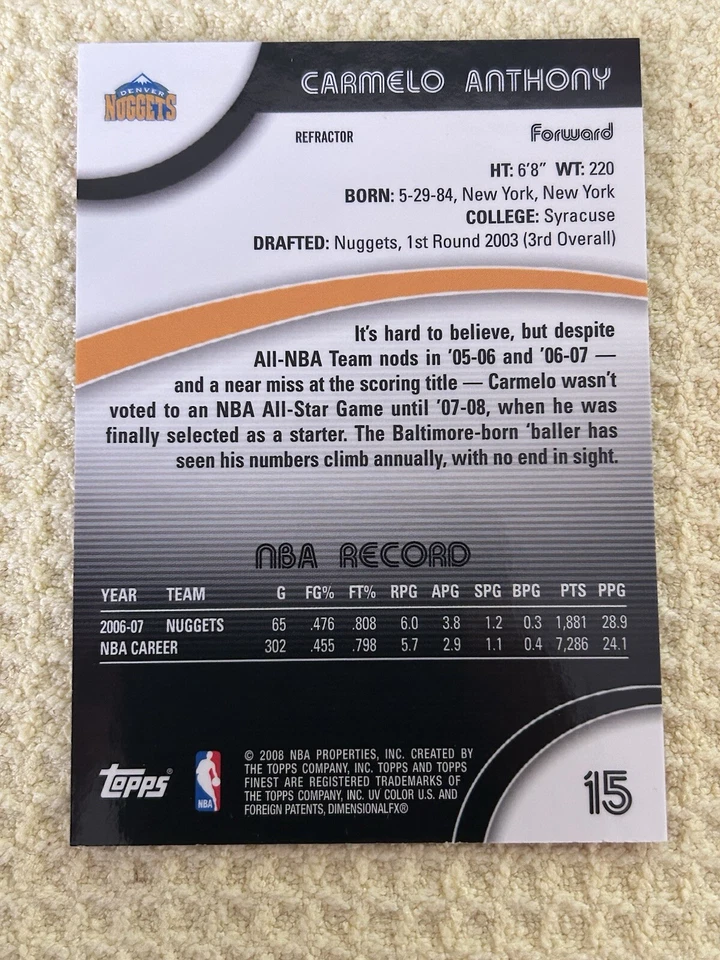 CARMELO ANTHONY
DENVER
NUGGETS
REFRACTOR
Forward
HT: 6'8" WT: 220
BORN: 5-29-84, New York, New York
COLLEGE: Syracuse
DRAFTED: Nuggets, 1st Round 2003 (3rd Overall)
It's hard to believe, but despite
All-NBA Team nods in '05-06 and '06-07 —
and a near miss at the scoring title — Carmelo wasn't
voted to an NBA All-Star Game until '07-08, when he was
finally selected as a starter. The Baltimore-born 'baller has
seen his numbers climb annually, with no end in sight.
NBA RECORD
YEAR TEAM G FG% FT% RPG APG SPG BPG PTS PPG
2006-07 NUGGETS 65 .476 .808 6.0 3.8 1.2 0.3 1,881 28.9
NBA CAREER 302 .455 .798 5.7 2.9 1.1 0.4 7,286 24.1
topps®
NBA
© 2008 NBA PROPERTIES, INC. CREATED BY
THE TOPPS COMPANY, INC. TOPPS AND TOPPS
FINEST ARE REGISTERED TRADEMARKS OF
THE TOPPS COMPANY, INC. UV COLOR U.S. AND
FOREIGN PATENTS, DIMENSIONALFX®
15